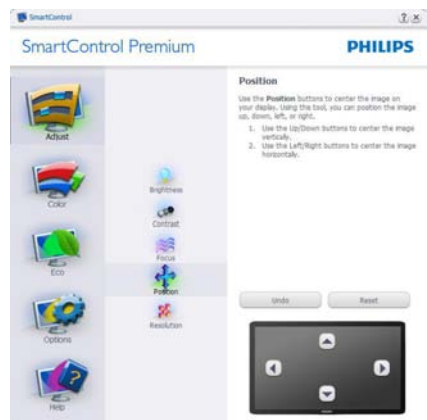 SmartControl
SmartControl Premium
PHILIPS
Adjust
Color
Eco
Options
Help
Brightness
Contrast
Focus
Position
Resolution
Position
Use the Position buttons to center the image on
your display. Using the tool, you can position the image
up, down, left, or right.
1. Use the Up/Down buttons to center the image
vertically.
2. Use the Left/Right buttons to center the image
horizontally.
Undo
Reset